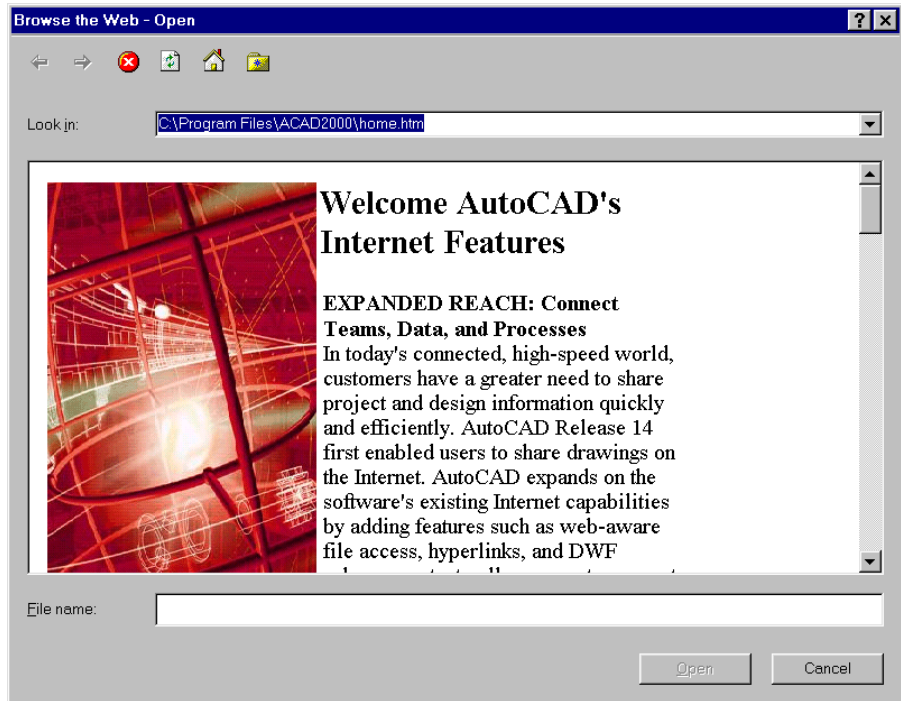 Browse the Web - Open
Look in:
C:\Program Files\ACAD2000\home.htm
Welcome AutoCAD's
Internet Features
EXPANDED REACH: Connect
Teams, Data, and Processes
In today's connected, high-speed world,
customers have a greater need to share
project and design information quickly
and efficiently. AutoCAD Release 14
first enabled users to share drawings on
the Internet. AutoCAD expands on the
software's existing Internet capabilities
by adding features such as web-aware
file access, hyperlinks, and DWF
File name:
Open
Cancel